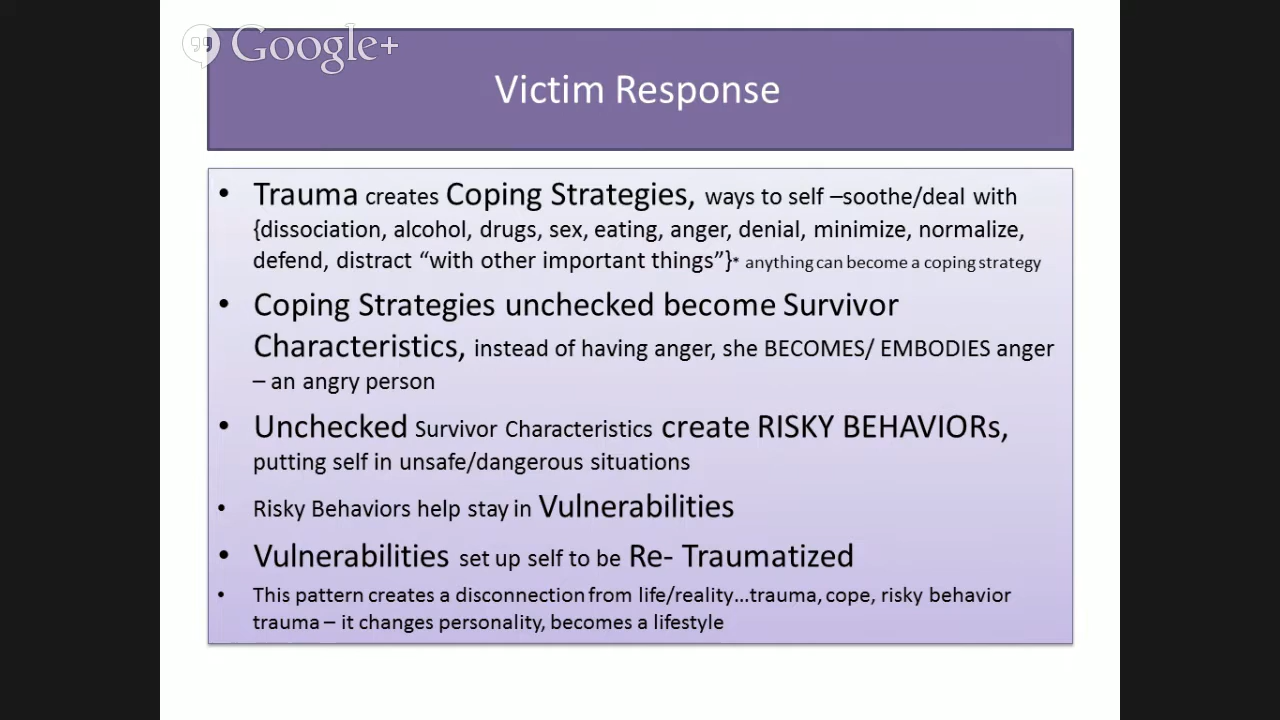 Google+
Victim Response
• Trauma creates Coping Strategies, ways to self –soothe/deal with
{dissociation, alcohol, drugs, sex, eating, anger, denial, minimize, normalize,
defend, distract “with other important things”}* anything can become a coping strategy
• Coping Strategies unchecked become Survivor
Characteristics, instead of having anger, she BECOMES/ EMBODIES anger
– an angry person
• Unchecked Survivor Characteristics create RISKY BEHAVIORs,
putting self in unsafe/dangerous situations
• Risky Behaviors help stay in Vulnerabilities
• Vulnerabilities set up self to be Re- Traumatized
• This pattern creates a disconnection from life/reality...trauma, cope, risky behavior
trauma – it changes personality, becomes a lifestyle